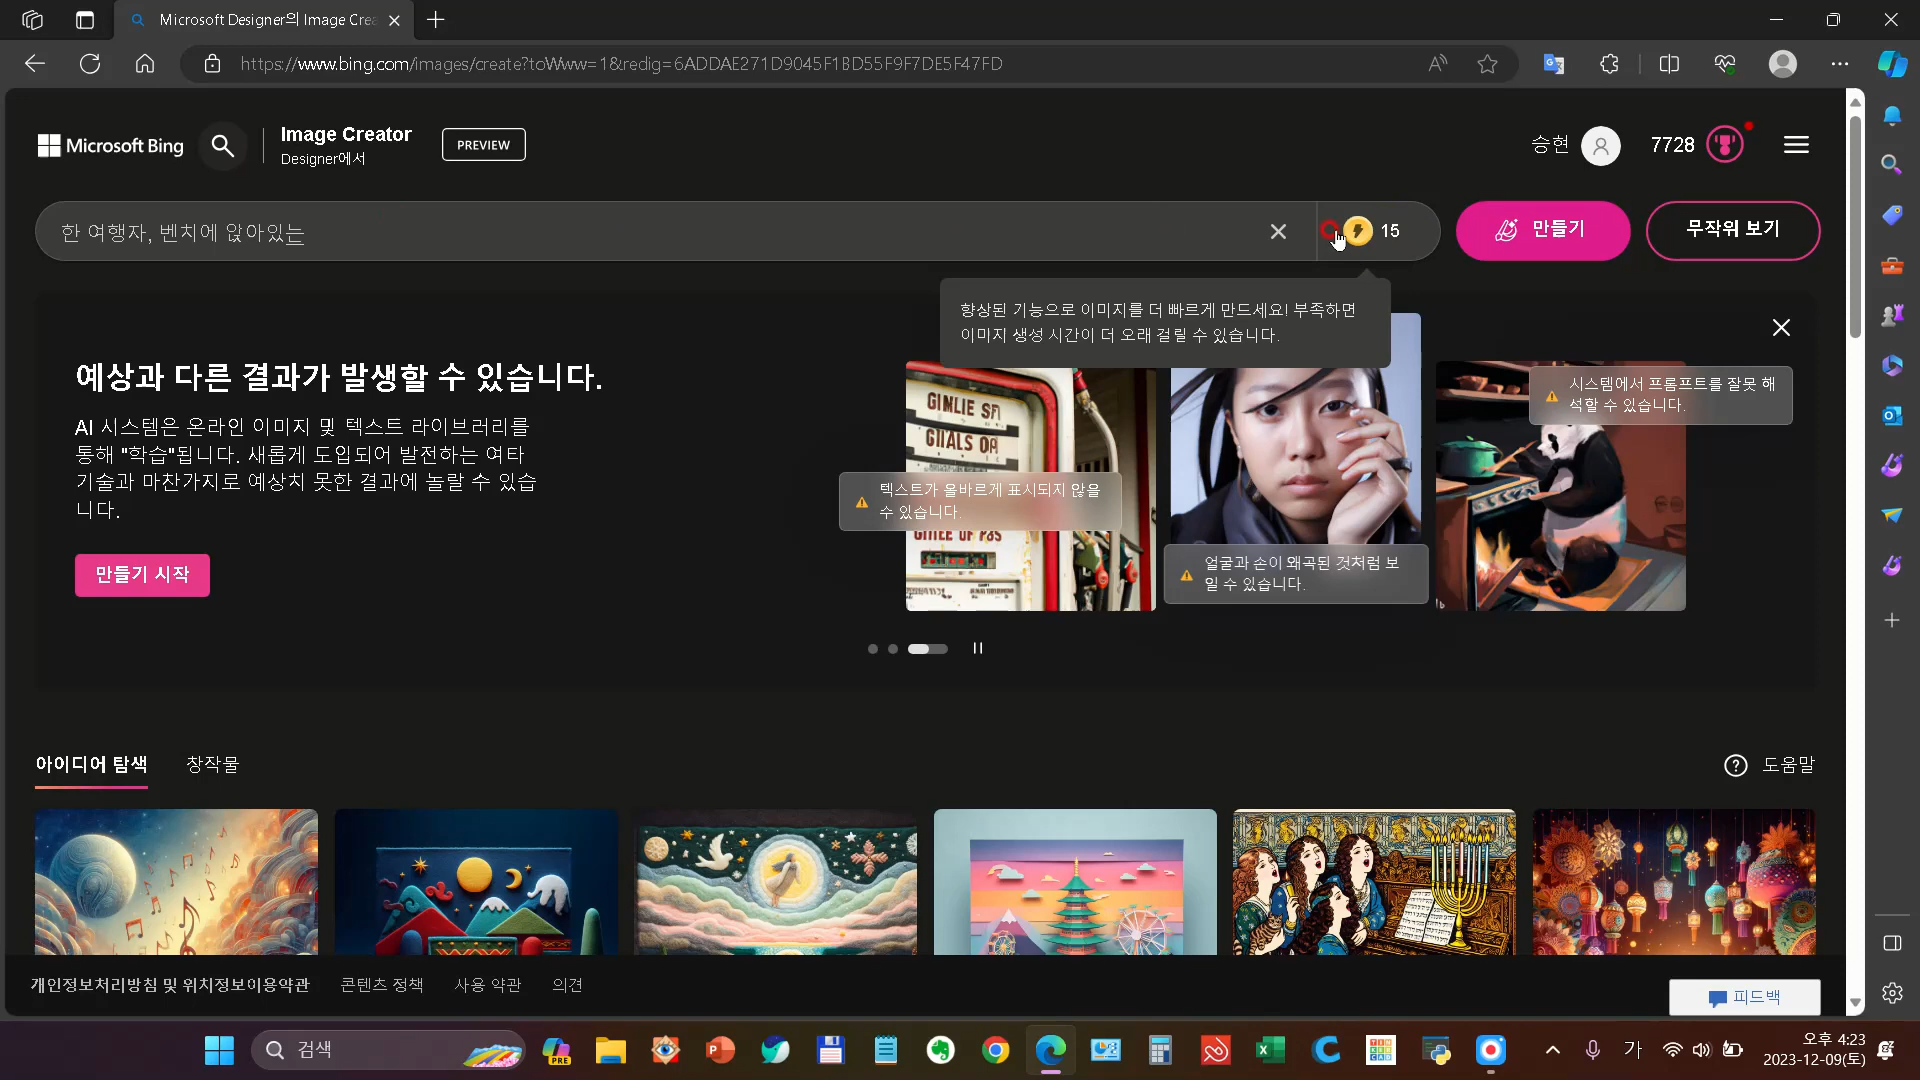 Microsoft Designer의 Image Crea
https://www.bing.com/images/create?toWww=1&redig=6ADDAE271D9045F1BD55F9F7DE5F47FD
Microsoft Bing
Image Creator
Designer에서
PREVIEW
승현
7728
한 여행자, 벤치에 앉아있는
15
만들기
무작위 보기
향상된 기능으로 이미지를 더 빠르게 만드세요! 부족하면
이미지 생성 시간이 더 오래 걸릴 수 있습니다.
예상과 다른 결과가 발생할 수 있습니다.
AI 시스템은 온라인 이미지 및 텍스트 라이브러리를
통해 "학습"됩니다. 새롭게 도입되어 발전하는 여타
기술과 마찬가지로 예상치 못한 결과에 놀랄 수 있습
니다.
만들기 시작
GIMLIE SFI
GIIALS OA
텍스트가 올바르게 표시되지 않을
수 있습니다.
얼굴과 손이 왜곡된 것처럼 보
일 수 있습니다.
시스템에서 프롬프트를 잘못 해
석할 수 있습니다.
아이디어 탐색
창작물
도움말
개인정보처리방침 및 위치정보이용약관
콘텐츠 정책
사용 약관
의견
피드백
검색
PRE
가
오후 4:23
2023-12-09(토)